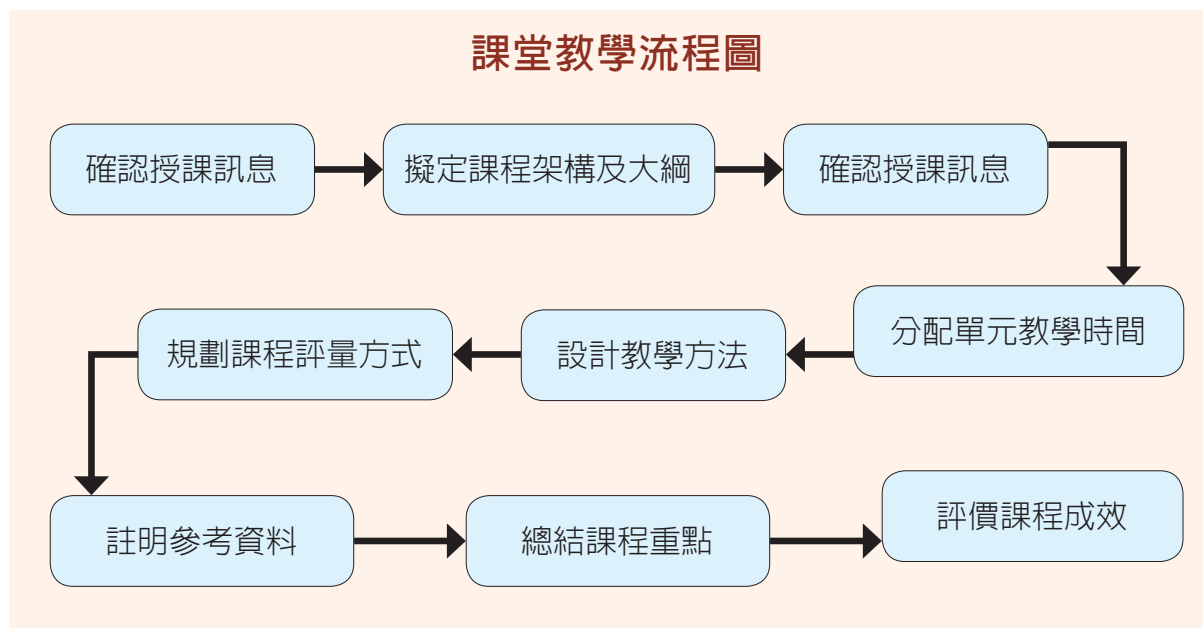 課堂教學流程圖
確認授課訊息
擬定課程架構及大綱
確認授課訊息
分配單元教學時間
設計教學方法
規劃課程評量方式
註明參考資料
總結課程重點
評價課程成效